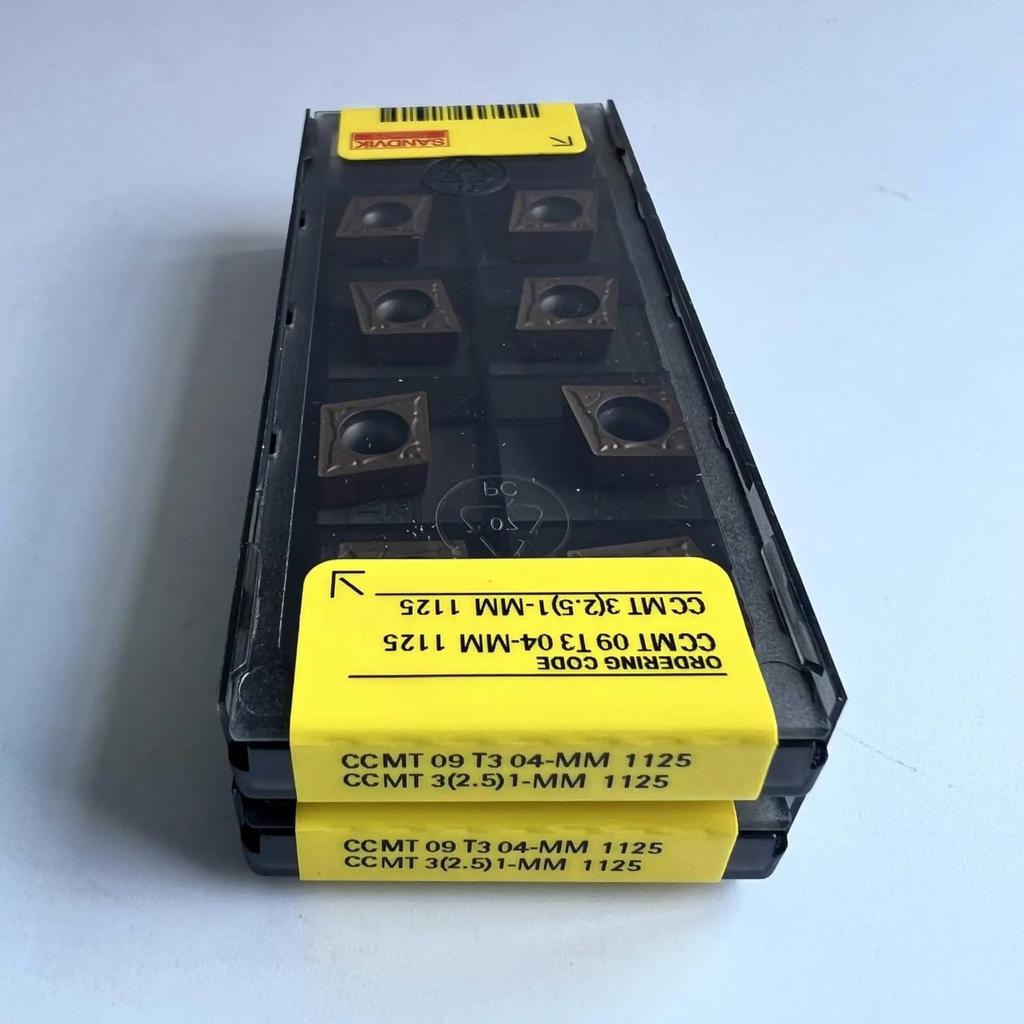 SANDVIK
PC
07
CCMT 3(2.5)1-MM 1125
CCMT 09 T3 04-MM 1125
ORDERING CODE
CCMT 09 T3 04-MM 1125
CCMT 3(2.5)1-MM 1125
CCMT 09 T3 04-MM 1125
CCMT 3(2.5)1-MM 1125